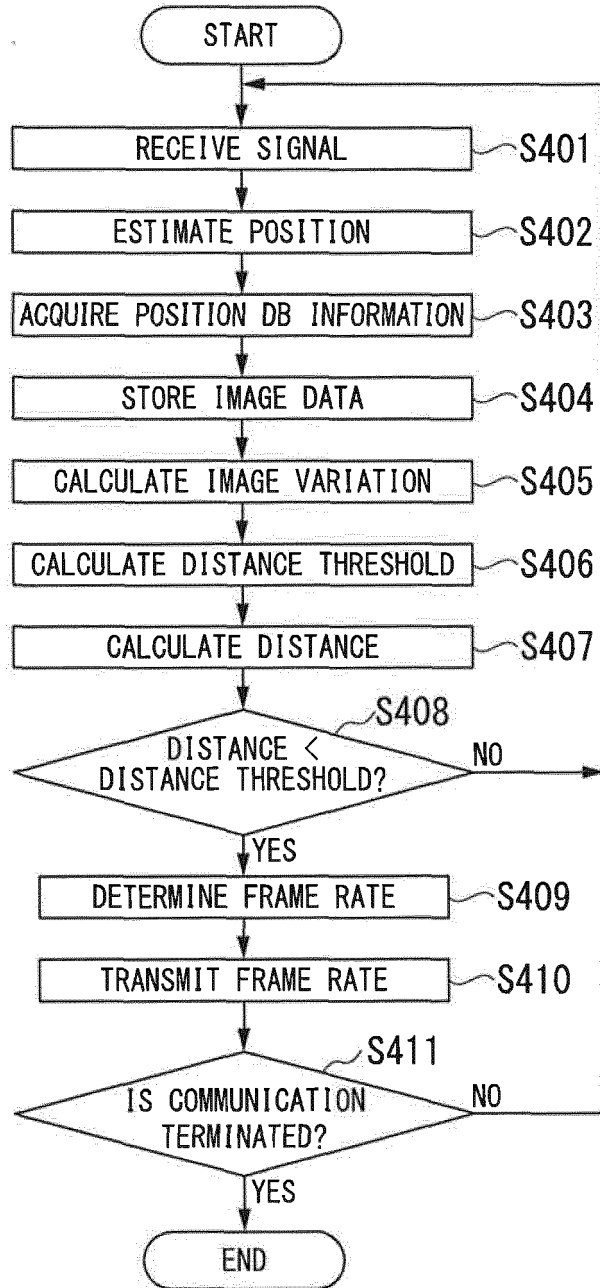 START
RECEIVE SIGNAL S401
ESTIMATE POSITION S402
ACQUIRE POSITION DB INFORMATION S403
STORE IMAGE DATA S404
CALCULATE IMAGE VARIATION S405
CALCULATE DISTANCE THRESHOLD S406
CALCULATE DISTANCE S407
S408
DISTANCE <
DISTANCE THRESHOLD?
NO
YES
DETERMINE FRAME RATE S409
TRANSMIT FRAME RATE S410
S411
IS COMMUNICATION
TERMINATED?
NO
YES
END